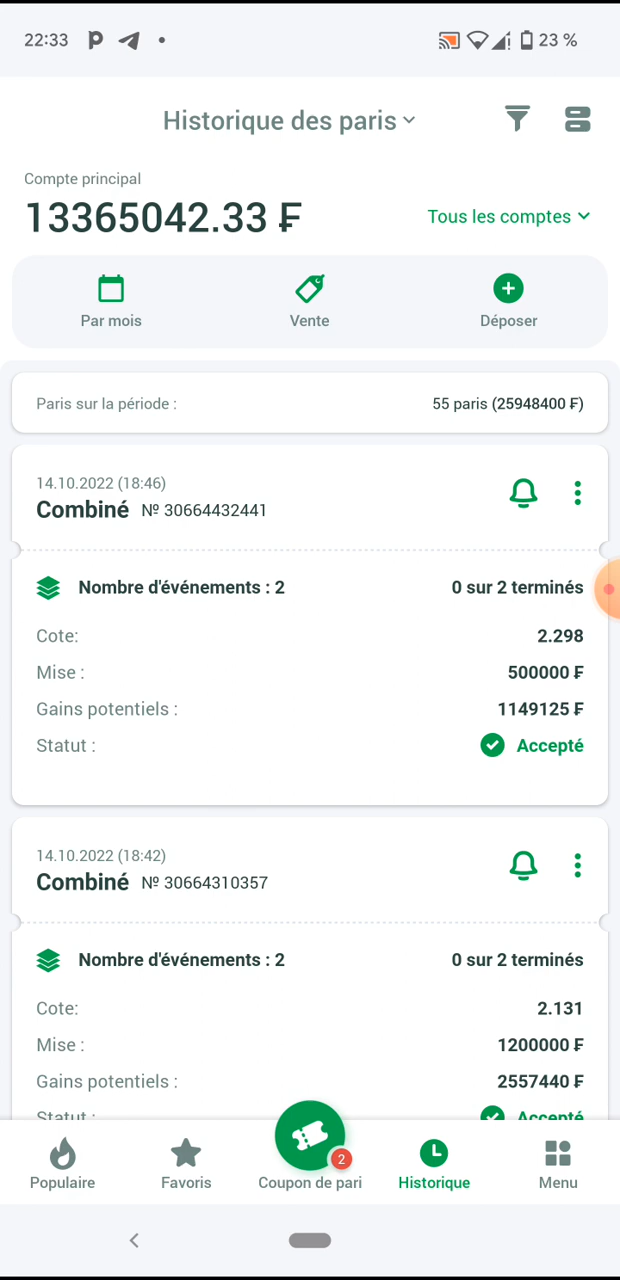 22:33
23 %
Historique des paris
Compte principal
13365042.33 ₣
Tous les comptes
Par mois
Vente
Déposer
Paris sur la période :
55 paris (25948400 ₣)
14.10.2022 (18:46)
Combiné № 30664432441
Nombre d'événements : 2
0 sur 2 terminés
Cote:
2.298
Mise :
500000 ₣
Gains potentiels :
1149125 ₣
Statut :
Accepté
14.10.2022 (18:42)
Combiné № 30664310357
Nombre d'événements : 2
0 sur 2 terminés
Cote:
2.131
Mise :
1200000 ₣
Gains potentiels :
2557440 ₣
Statut :
Accepté
2
Populaire
Favoris
Coupon de pari
Historique
Menu